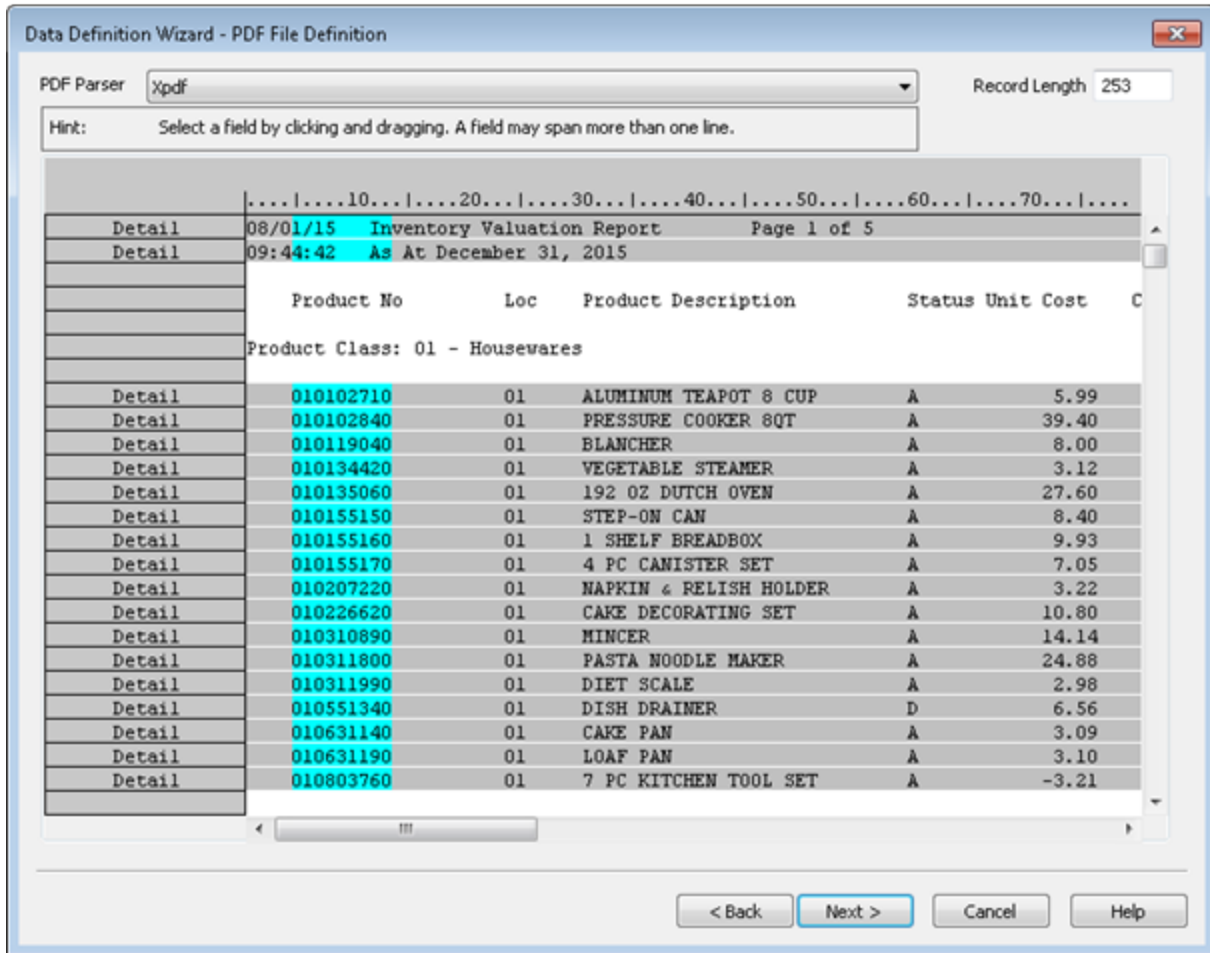 Data Definition Wizard - PDF File Definition
PDF Parser Xpdf Record Length 253
Hint: Select a field by clicking and dragging. A field may span more than one line.
|....|....10...|....20...|....30...|....40...|....50...|....60...|....70...|....
Detail 08/01/15 Inventory Valuation Report Page 1 of 5
Detail 09:44:42 As At December 31, 2015
Product No Loc Product Description Status Unit Cost C
Product Class: 01 - Housewares
Detail 010102710 01 ALUMINUM TEAPOT 8 CUP A 5.99
Detail 010102840 01 PRESSURE COOKER 8QT A 39.40
Detail 010119040 01 BLANCHER A 8.00
Detail 010134420 01 VEGETABLE STEAMER A 3.12
Detail 010135060 01 192 OZ DUTCH OVEN A 27.60
Detail 010155150 01 STEP-ON CAN A 8.40
Detail 010155160 01 1 SHELF BREADBOX A 9.93
Detail 010155170 01 4 PC CANISTER SET A 7.05
Detail 010207220 01 NAPKIN & RELISH HOLDER A 3.22
Detail 010226620 01 CAKE DECORATING SET A 10.80
Detail 010310890 01 MINCER A 14.14
Detail 010311800 01 PASTA NOODLE MAKER A 24.88
Detail 010311990 01 DIET SCALE A 2.98
Detail 010551340 01 DISH DRAINER D 6.56
Detail 010631140 01 CAKE PAN A 3.09
Detail 010631190 01 LOAF PAN A 3.10
Detail 010803760 01 7 PC KITCHEN TOOL SET A -3.21
< Back Next > Cancel Help